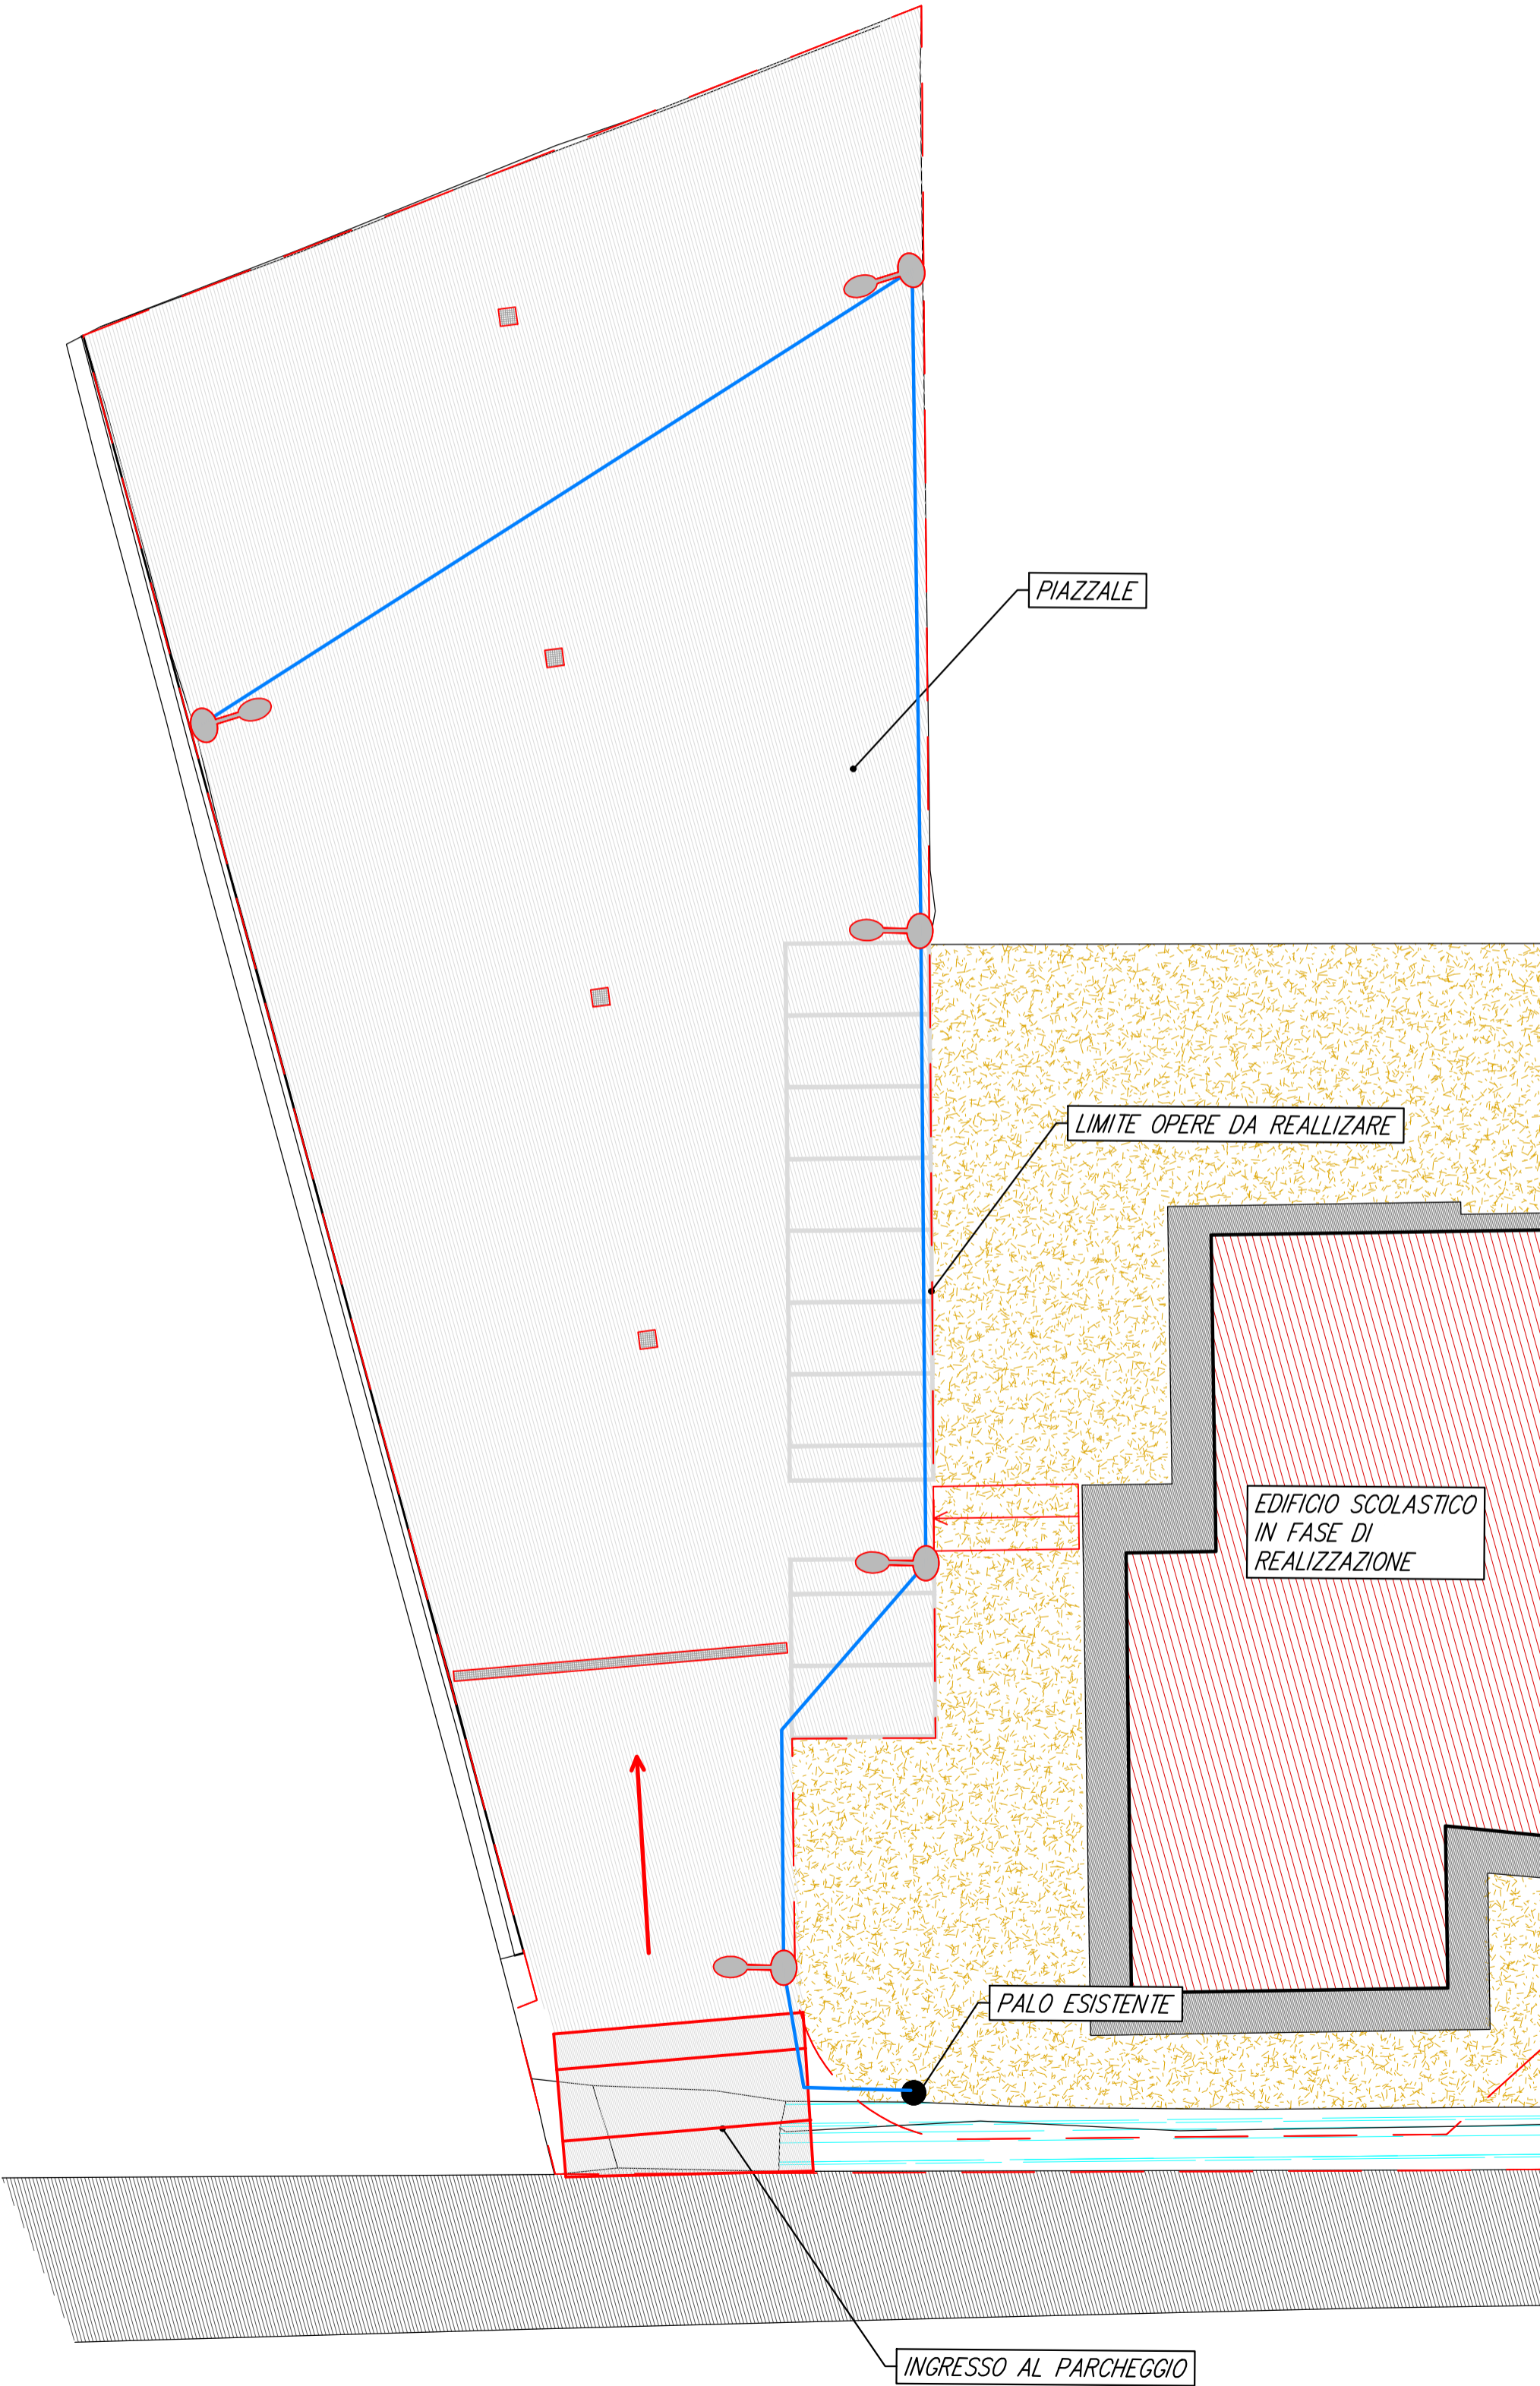 PIAZZALE
LIMITE OPERE DA REALLIZARE
EDIFICIO SCOLASTICO
IN FASE DI
REALIZZAZIONE
PALO ESISTENTE
INGRESSO AL PARCHEGGIO